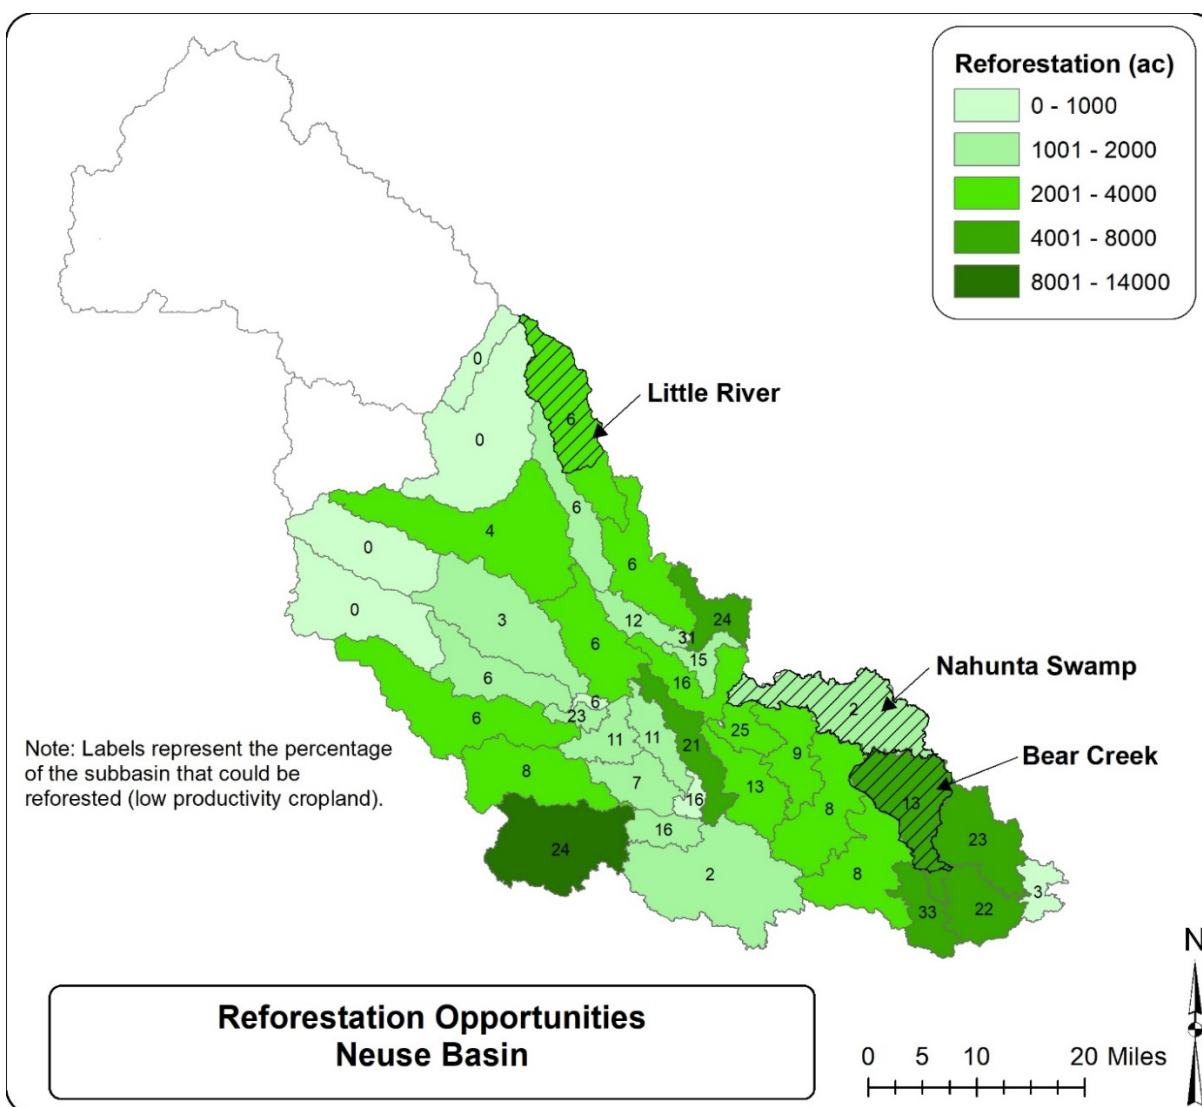 Reforestation (ac)
0 - 1000
1001 - 2000
2001 - 4000
4001 - 8000
8001 - 14000
0
Little River
6
0
6
4
0
6
0
3
12
24
31
6
15
Nahunta Swamp
6
16
2
6
23
6
25
11
11
21
9
Bear Creek
Note: Labels represent the percentage
of the subbasin that could be
reforested (low productivity cropland).
8
7
13
16
8
13
16
23
24
2
8
3
33
22
N
Reforestation Opportunities
Neuse Basin
0 5 10 20 Miles